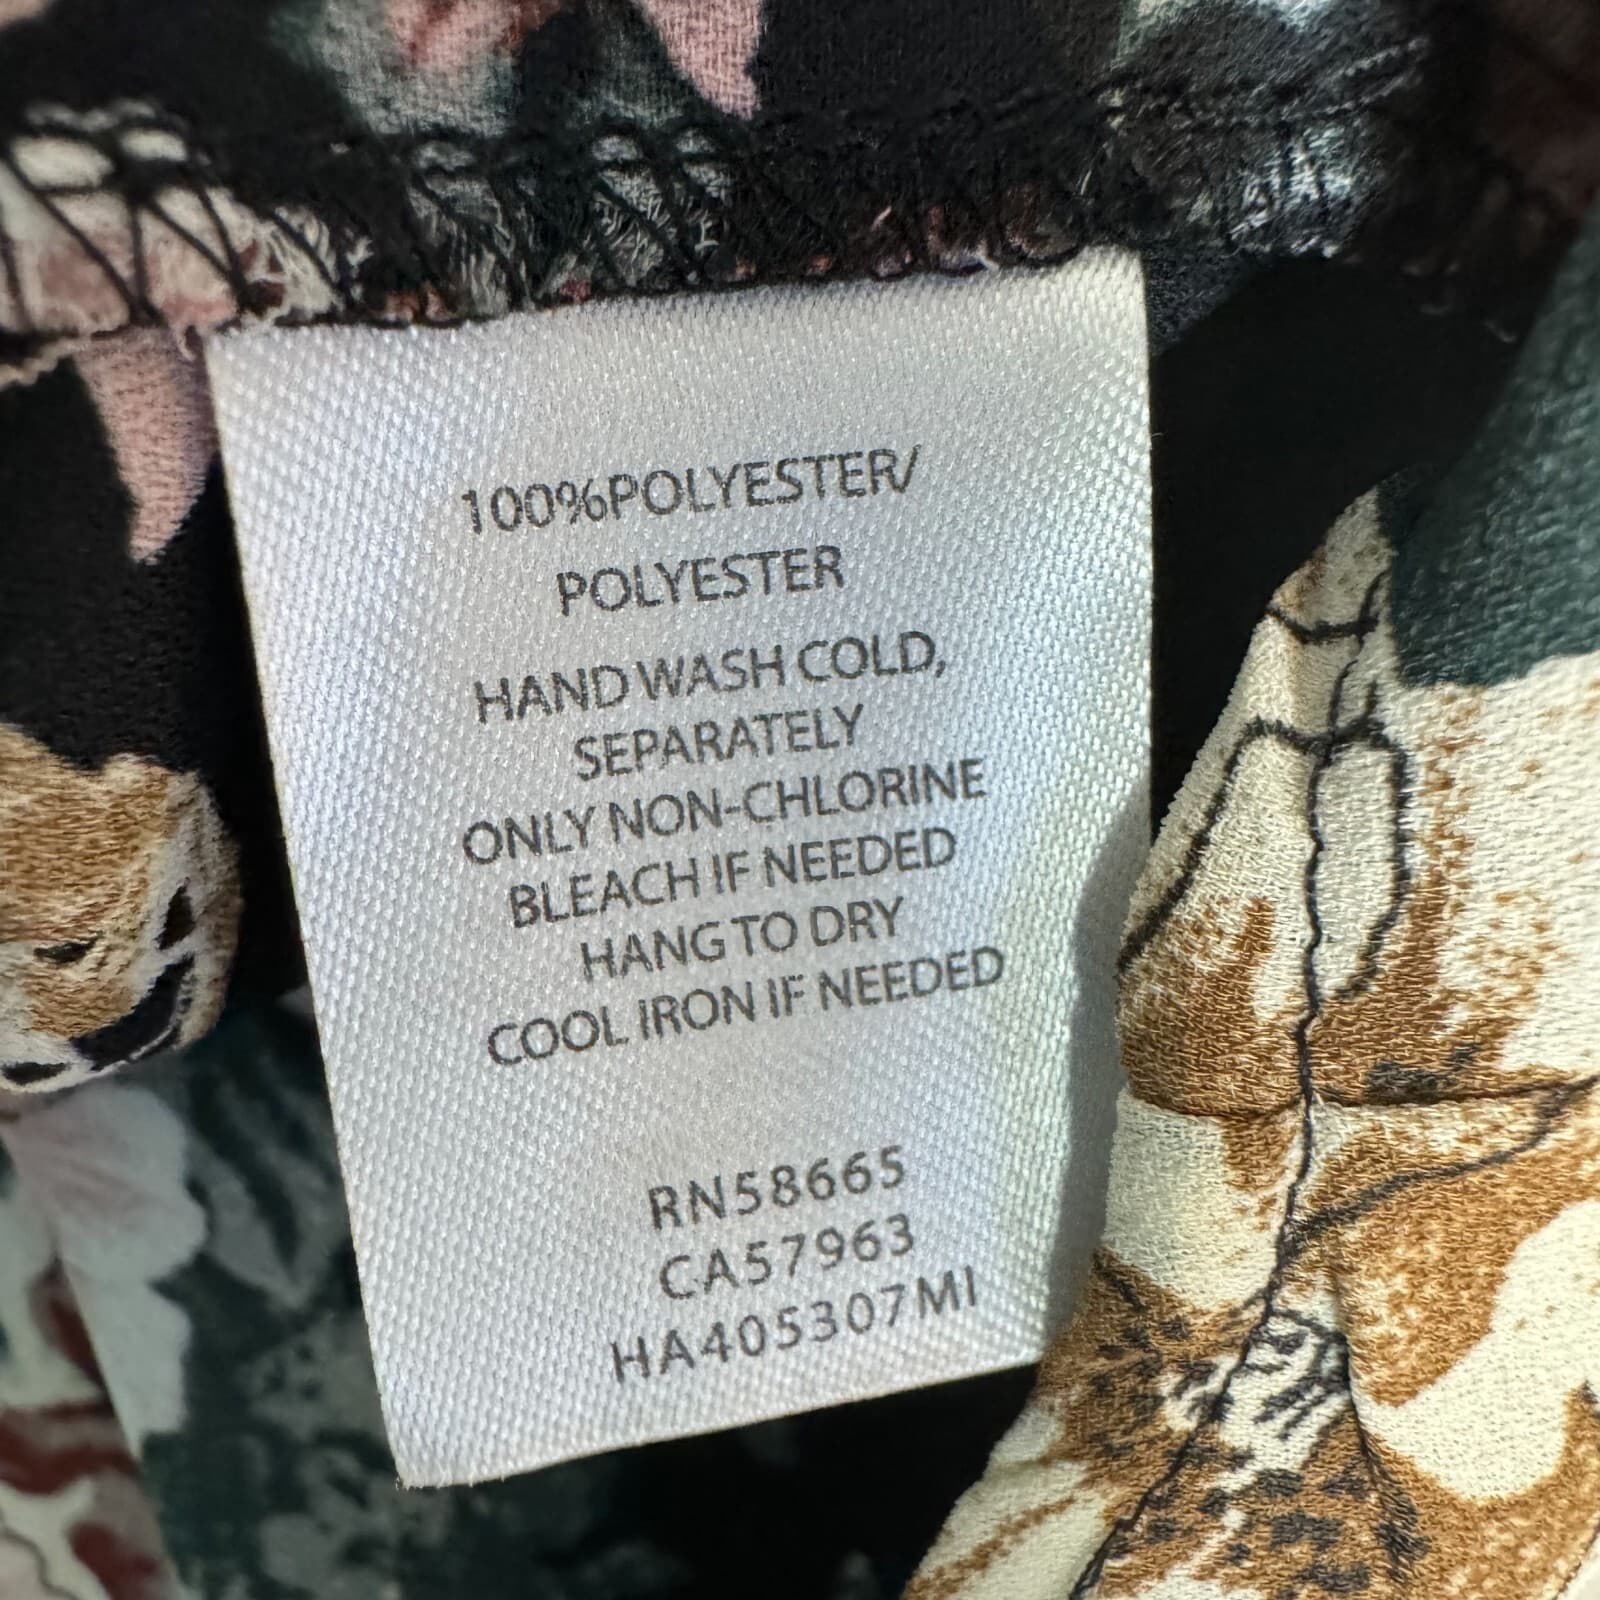 100%POLYESTER/
POLYESTER
HAND WASH COLD,
SEPARATELY
ONLY NON-CHLORINE
BLEACH IF NEEDED
HANG TO DRY
COOL IRON IF NEEDED
RN58665
CA57963
HA405307MI